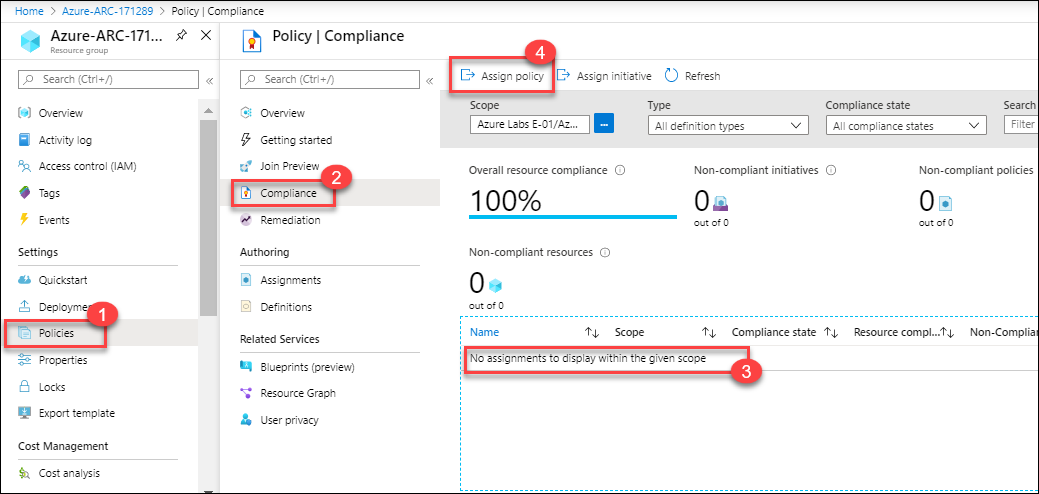 Home > Azure-ARC-171289 > Policy | Compliance
Azure-ARC-171...
Resource group
Search (Ctrl+/)
Overview
Activity log
Access control (IAM)
Tags
Events
Settings
Quickstart
Deployme
1
Policies
Properties
Locks
Export template
Cost Management
Cost analysis
Policy | Compliance
Search (Ctrl+/)
Overview
Getting started
Join Preview
2
Compliance
Remediation
Authoring
Assignments
Definitions
Related Services
Blueprints (preview)
Resource Graph
User privacy
4
Assign policy Assign initiative Refresh
Scope Type Compliance state Search
Azure Labs E-01/Az... ... All definition types All compliance states Filter
Overall resource compliance Non-compliant initiatives Non-compliant policies
100% 0 0
out of 0 out of 0
Non-compliant resources
0
out of 0
Name Scope Compliance state Resource compl... Non-Complian
No assignments to display within the given scope
3